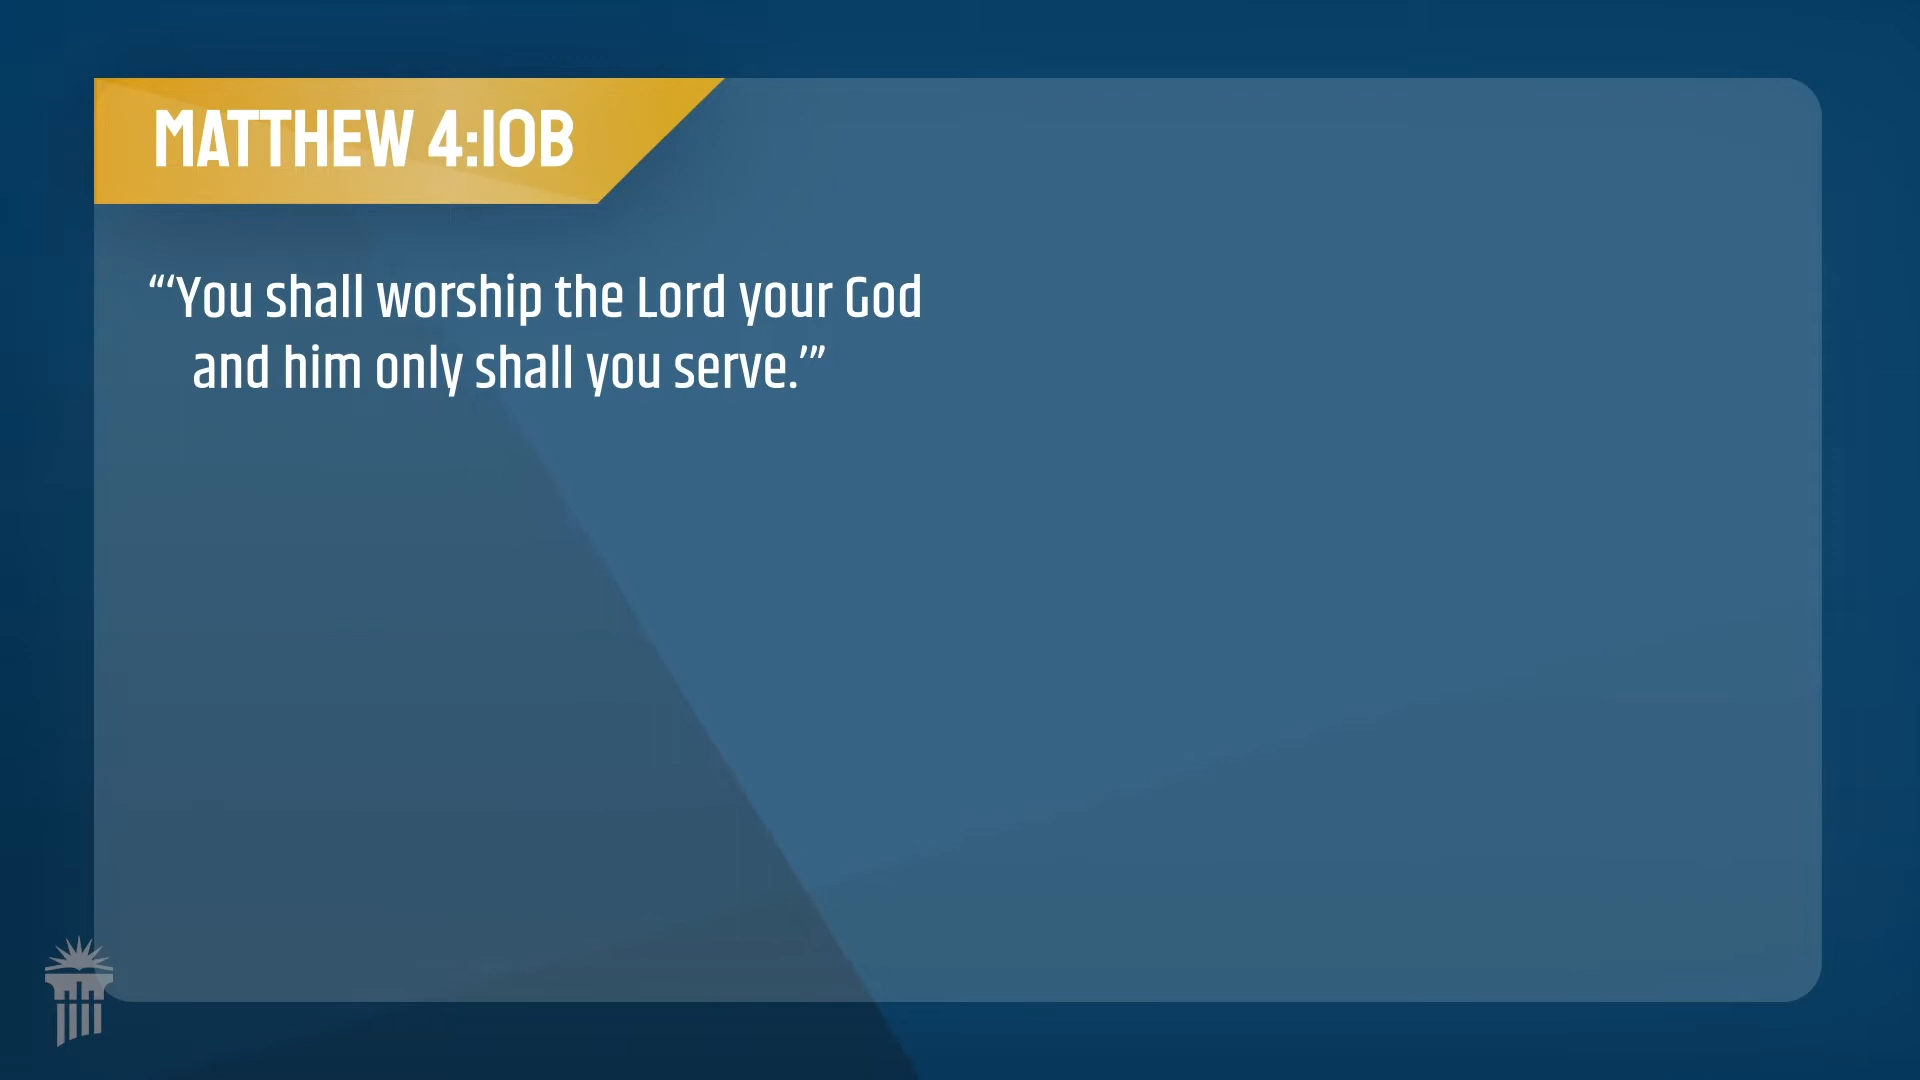 MATTHEW 4:10B
“‘You shall worship the Lord your God
and him only shall you serve.’”